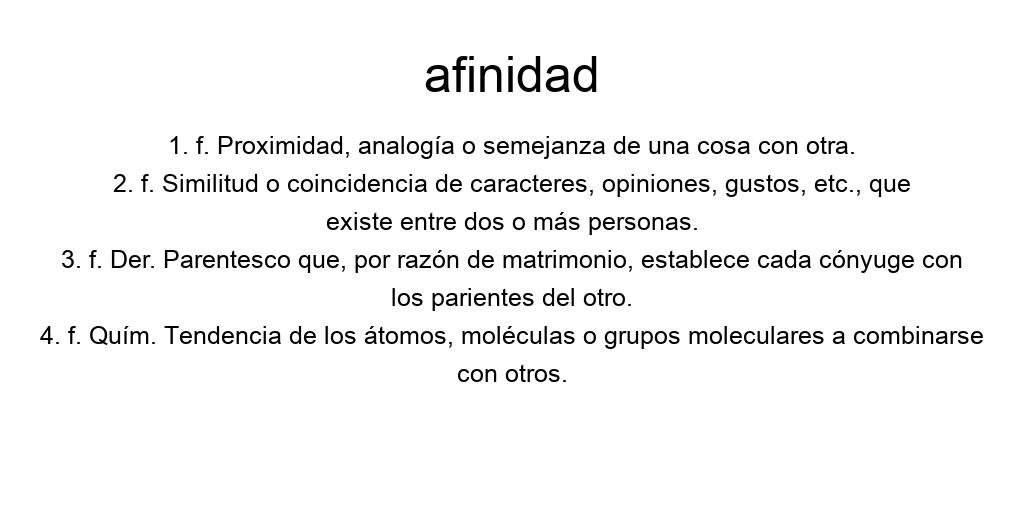 afinidad
1. f. Proximidad, analogía o semejanza de una cosa con otra.
2. f. Similitud o coincidencia de caracteres, opiniones, gustos, etc., que
existe entre dos o más personas.
3. f. Der. Parentesco que, por razón de matrimonio, establece cada cónyuge con
los parientes del otro.
4. f. Quím. Tendencia de los átomos, moléculas o grupos moleculares a combinarse
con otros.